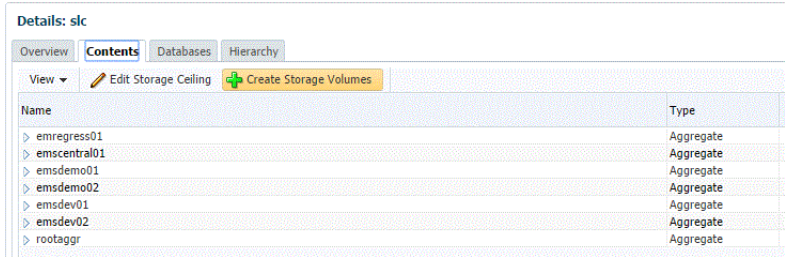 Details: slc
Overview Contents Databases Hierarchy
View Edit Storage Ceiling Create Storage Volumes
Name Type
emregress01 Aggregate
emscentral01 Aggregate
emsdemo01 Aggregate
emsdemo02 Aggregate
emsdev01 Aggregate
emsdev02 Aggregate
rootaggr Aggregate